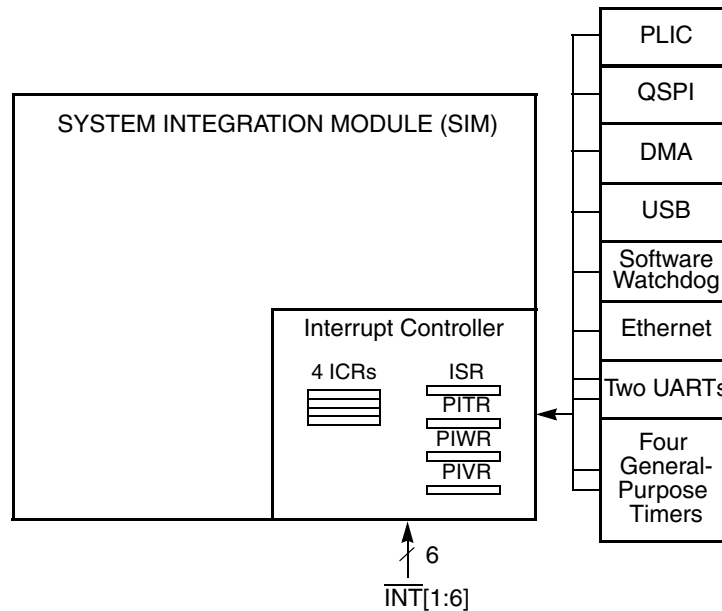 SYSTEM INTEGRATION MODULE (SIM)
Interrupt Controller
4 ICRs
ISR
PITR
PIWR
PIVR
6
INT[1:6]
PLIC
QSPI
DMA
USB
Software
Watchdog
Ethernet
Two UARTs
Four
General-
Purpose
Timers